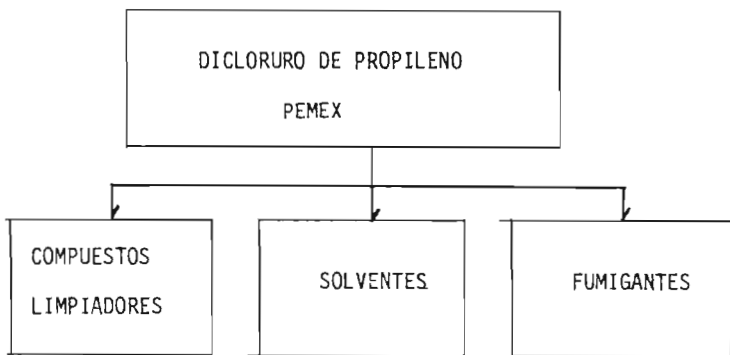 DICLORURO DE PROPILENO
PEMEX
COMPUESTOS
LIMPIADORES
SOLVENTES
FUMIGANTES